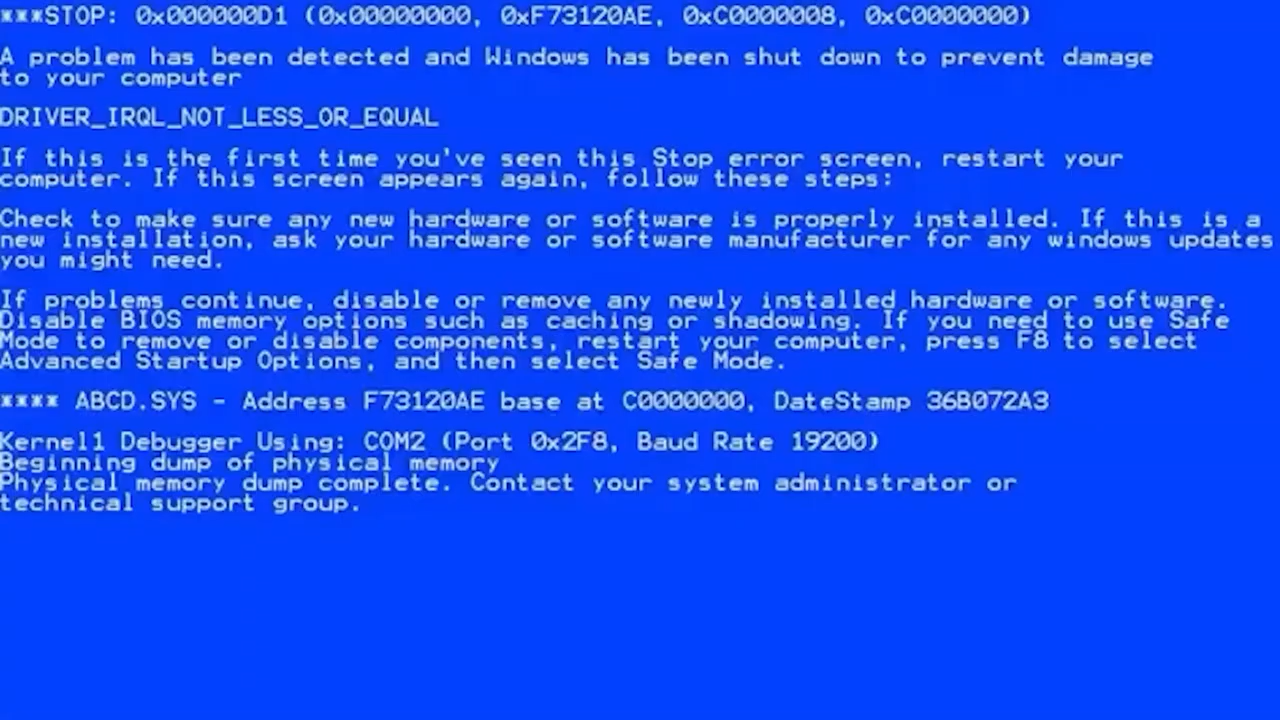 ***STOP: 0x000000D1 (0x00000000, 0xF73120AE, 0xC0000008, 0xC0000000)
A problem has been detected and Windows has been shut down to prevent damage
to your computer
DRIVER_IRQL_NOT_LESS_OR_EQUAL
If this is the first time you've seen this Stop error screen, restart your
computer. If this screen appears again, follow these steps:
Check to make sure any new hardware or software is properly installed. If this is a
new installation, ask your hardware or software manufacturer for any windows updates
you might need.
If problems continue, disable or remove any newly installed hardware or software.
Disable BIOS memory options such as caching or shadowing. If you need to use Safe
Mode to remove or disable components, restart your computer, press F8 to select
Advanced Startup Options, and then select Safe Mode.
**** ABCD.SYS - Address F73120AE base at C0000000, DateStamp 36B072A3
Kernel1 Debugger Using: COM2 (Port 0x2F8, Baud Rate 19200)
Beginning dump of physical memory
Physical memory dump complete. Contact your system administrator or
technical support group.